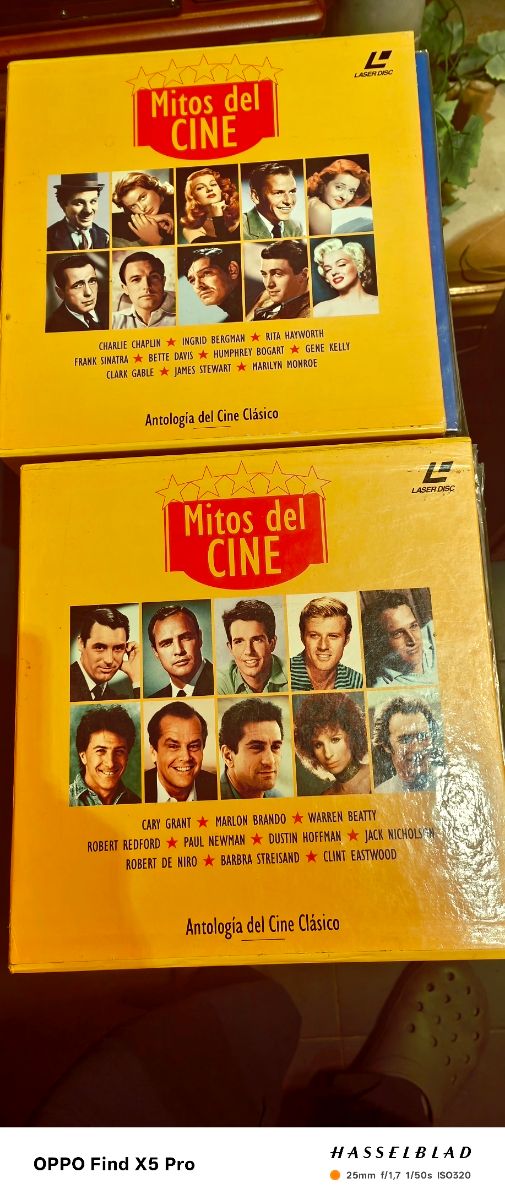 LASER DISC
Mitos del
CINE
CHARLIE CHAPLIN ★ INGRID BERGMAN ★ RITA HAYWORTH
FRANK SINATRA ★ BETTE DAVIS ★ HUMPHREY BOGART ★ GENE KELLY
CLARK GABLE ★ JAMES STEWART ★ MARILYN MONROE
Antología del Cine Clásico
LASER DISC
Mitos del
CINE
CARY GRANT ★ MARLON BRANDO ★ WARREN BEATTY
ROBERT REDFORD ★ PAUL NEWMAN ★ DUSTIN HOFFMAN ★ JACK NICHOLSON
ROBERT DE NIRO ★ BARBRA STREISAND ★ CLINT EASTWOOD
Antología del Cine Clásico
OPPO Find X5 Pro
HASSELBLAD
25mm f/1,7 1/50s ISO320